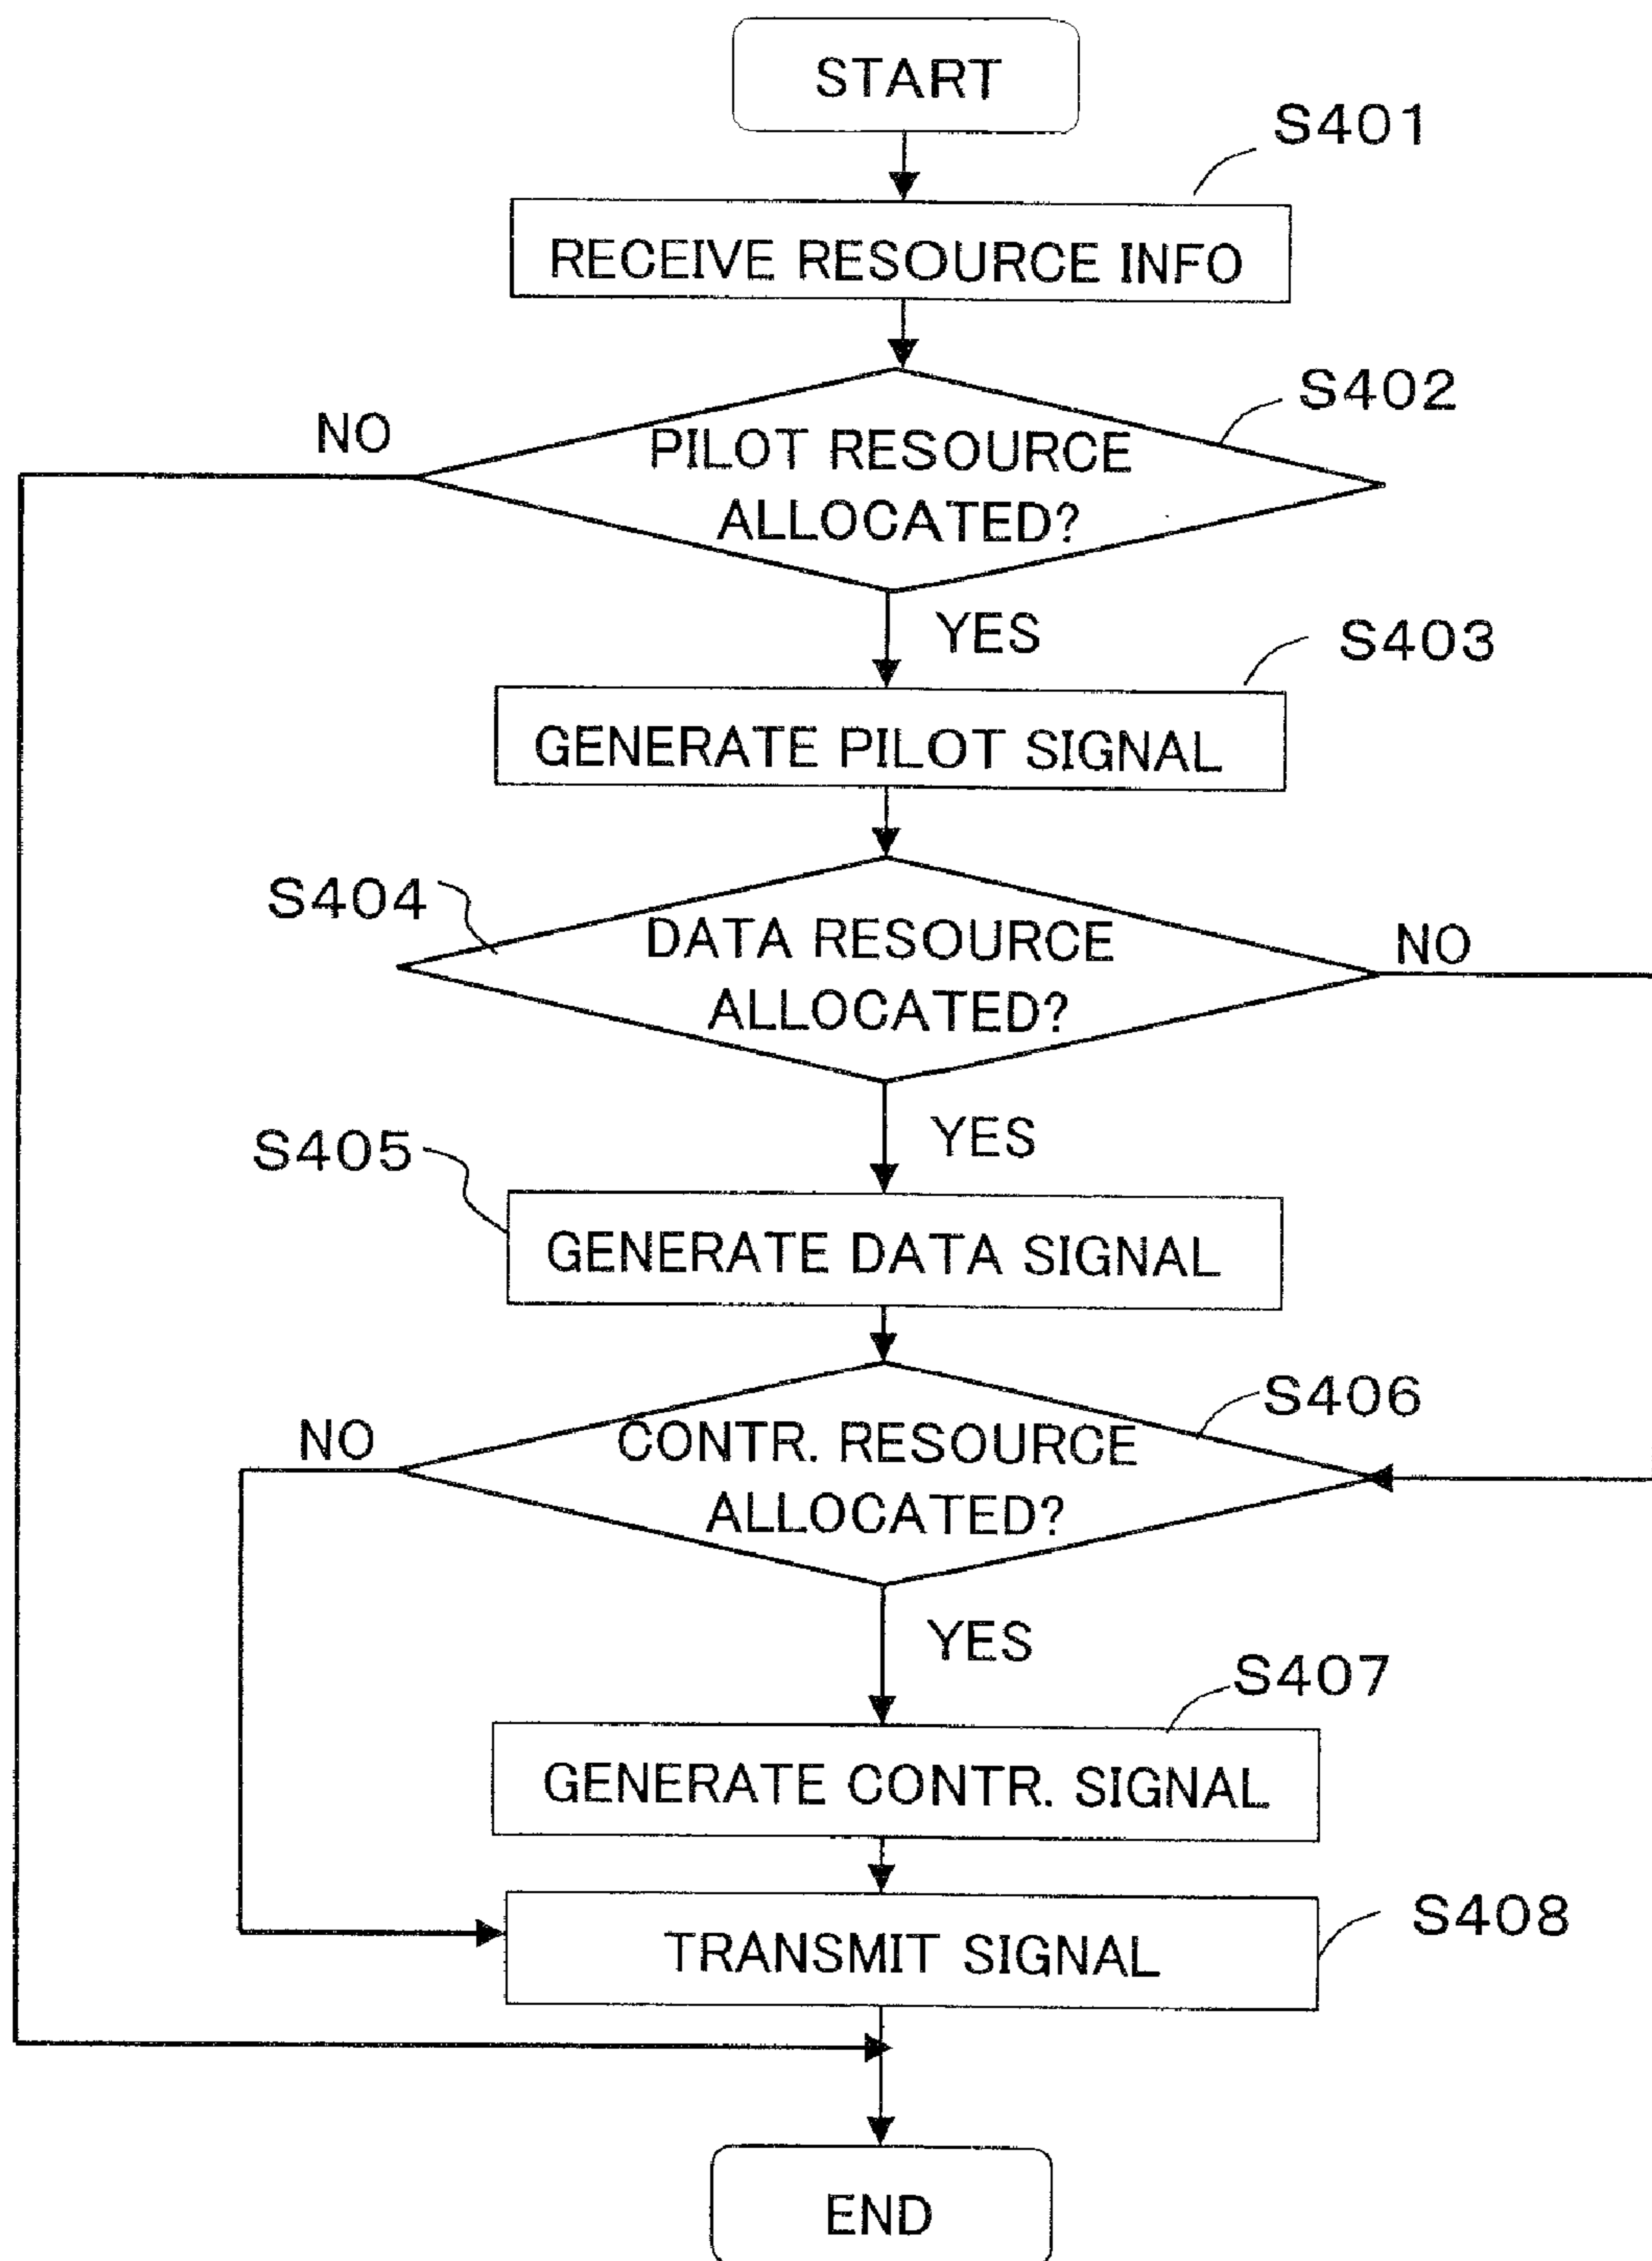 START
S401
RECEIVE RESOURCE INFO
S402
NO
PILOT RESOURCE
ALLOCATED?
YES
S403
GENERATE PILOT SIGNAL
S404
DATA RESOURCE
ALLOCATED?
NO
YES
S405
GENERATE DATA SIGNAL
S406
NO
CONTR. RESOURCE
ALLOCATED?
YES
S407
GENERATE CONTR. SIGNAL
S408
TRANSMIT SIGNAL
END